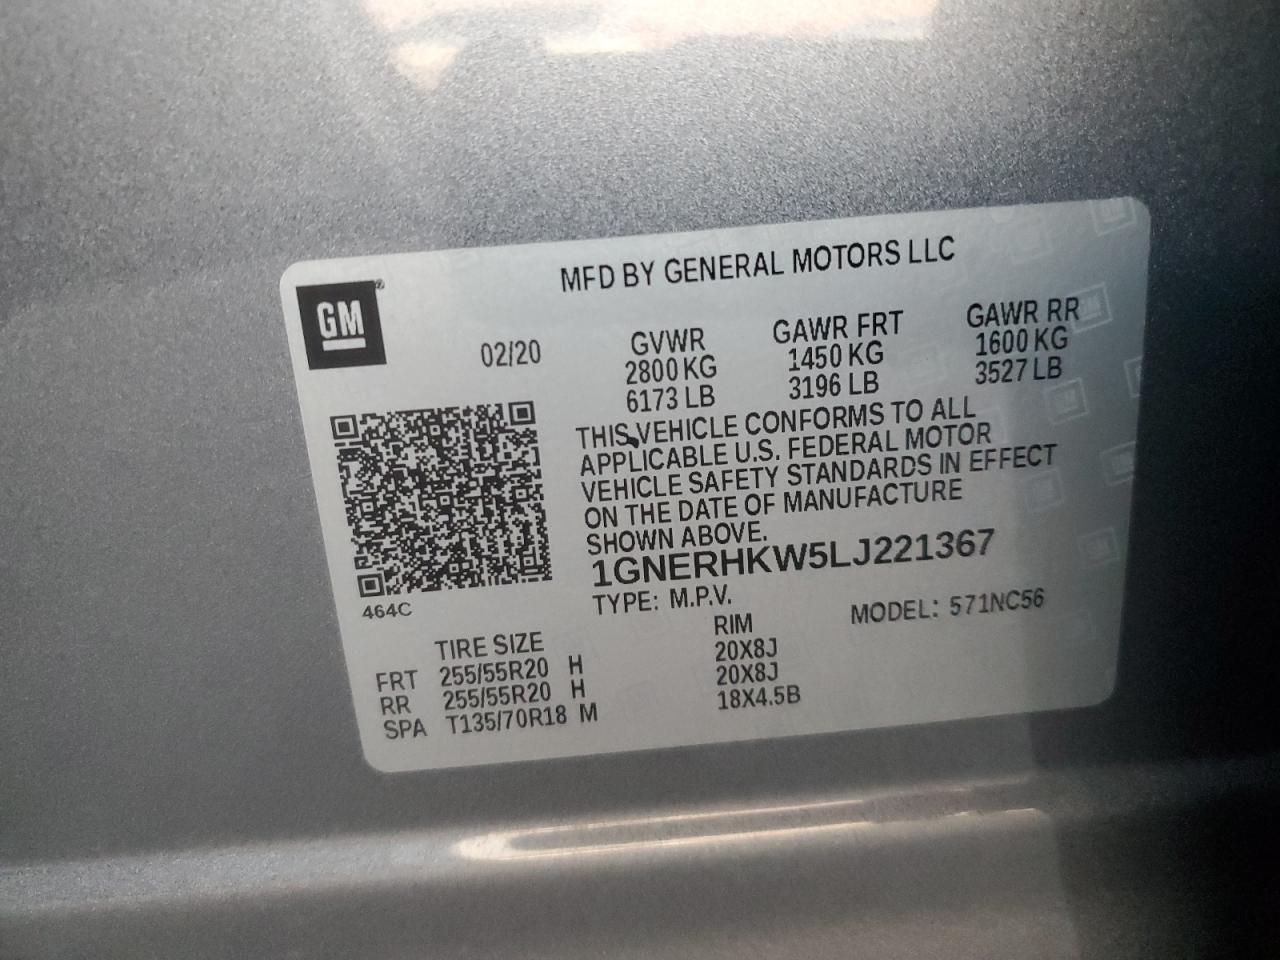 MFD BY GENERAL MOTORS LLC
GM®
02/20 GVWR GAWR FRT GAWR RR
2800 KG 1450 KG 1600 KG
6173 LB 3196 LB 3527 LB
THIS VEHICLE CONFORMS TO ALL
APPLICABLE U.S. FEDERAL MOTOR
VEHICLE SAFETY STANDARDS IN EFFECT
ON THE DATE OF MANUFACTURE
SHOWN ABOVE.
1GNERHKW5LJ221367
464C
TYPE: M.P.V. MODEL: 571NC56
TIRE SIZE RIM
FRT 255/55R20 H 20X8J
RR 255/55R20 H 20X8J
SPA T135/70R18 M 18X4.5B